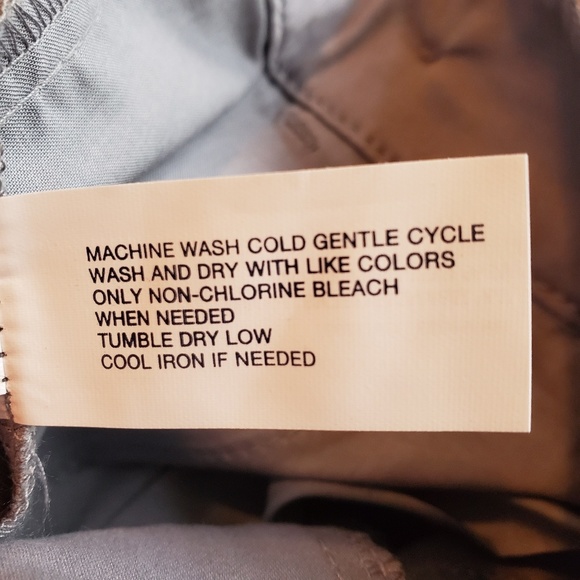 MACHINE WASH COLD GENTLE CYCLE
WASH AND DRY WITH LIKE COLORS
ONLY NON-CHLORINE BLEACH
WHEN NEEDED
TUMBLE DRY LOW
COOL IRON IF NEEDED